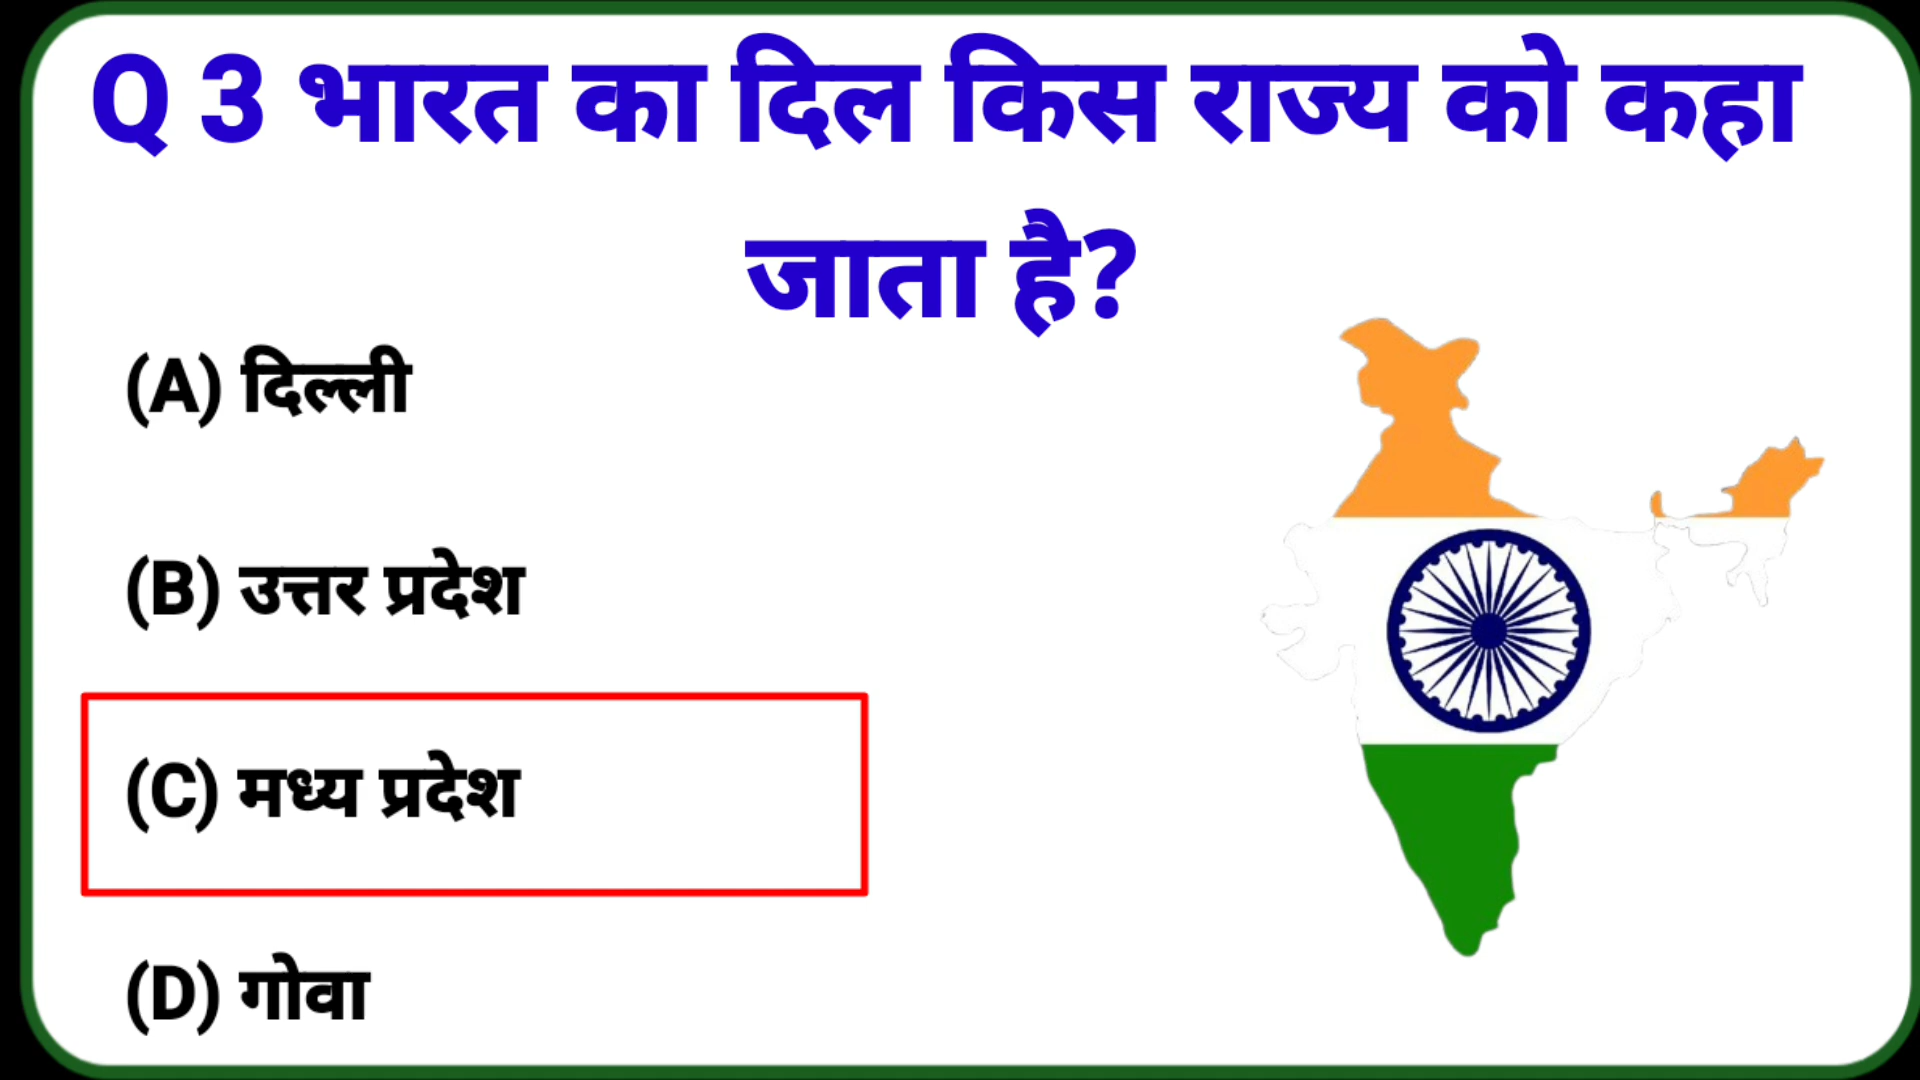 Q 3 भारत का दिल किस राज्य को कहा
जाता है?
(A) दिल्ली
(B) उत्तर प्रदेश
(C) मध्य प्रदेश
(D) गोवा